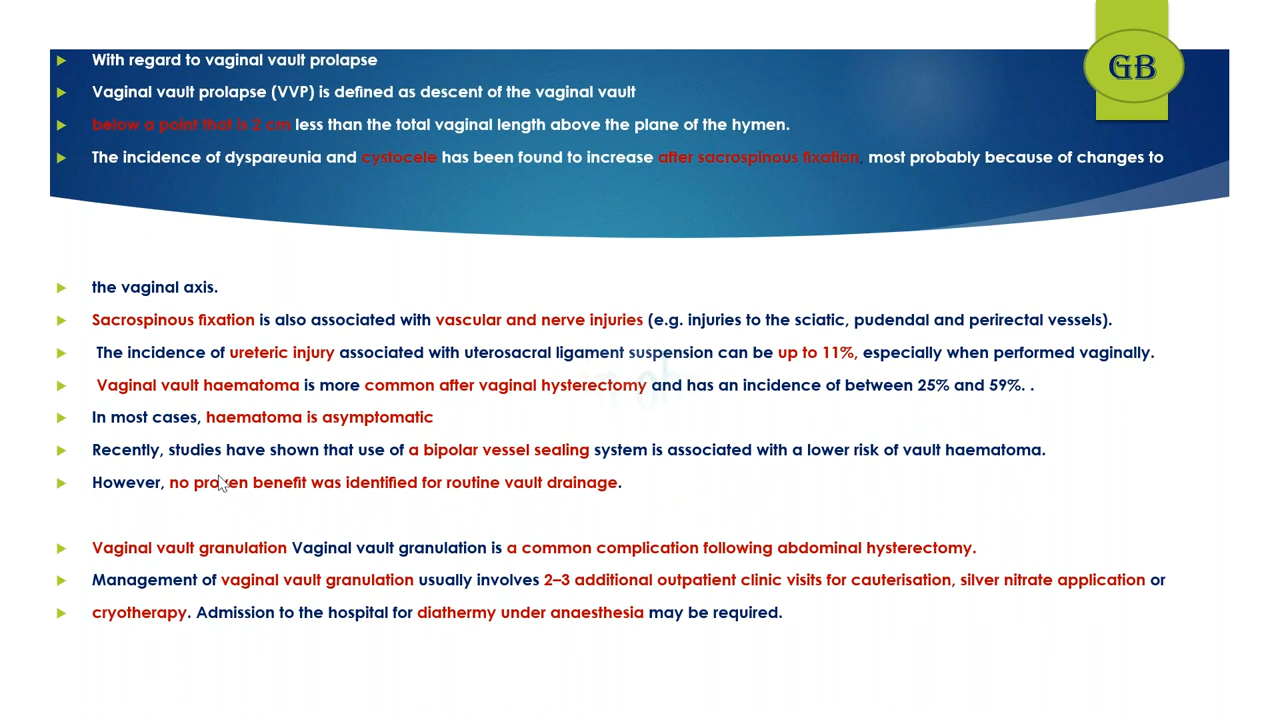 GB
With regard to vaginal vault prolapse
Vaginal vault prolapse (VVP) is defined as descent of the vaginal vault
below a point that is 2 cm less than the total vaginal length above the plane of the hymen.
The incidence of dyspareunia and cystocele has been found to increase after sacrospinous fixation, most probably because of changes to
the vaginal axis.
Sacrospinous fixation is also associated with vascular and nerve injuries (e.g. injuries to the sciatic, pudendal and perirectal vessels).
The incidence of ureteric injury associated with uterosacral ligament suspension can be up to 11%, especially when performed vaginally.
Vaginal vault haematoma is more common after vaginal hysterectomy and has an incidence of between 25% and 59%. .
In most cases, haematoma is asymptomatic
Recently, studies have shown that use of a bipolar vessel sealing system is associated with a lower risk of vault haematoma.
However, no proven benefit was identified for routine vault drainage.
Vaginal vault granulation Vaginal vault granulation is a common complication following abdominal hysterectomy.
Management of vaginal vault granulation usually involves 2–3 additional outpatient clinic visits for cauterisation, silver nitrate application or
cryotherapy. Admission to the hospital for diathermy under anaesthesia may be required.